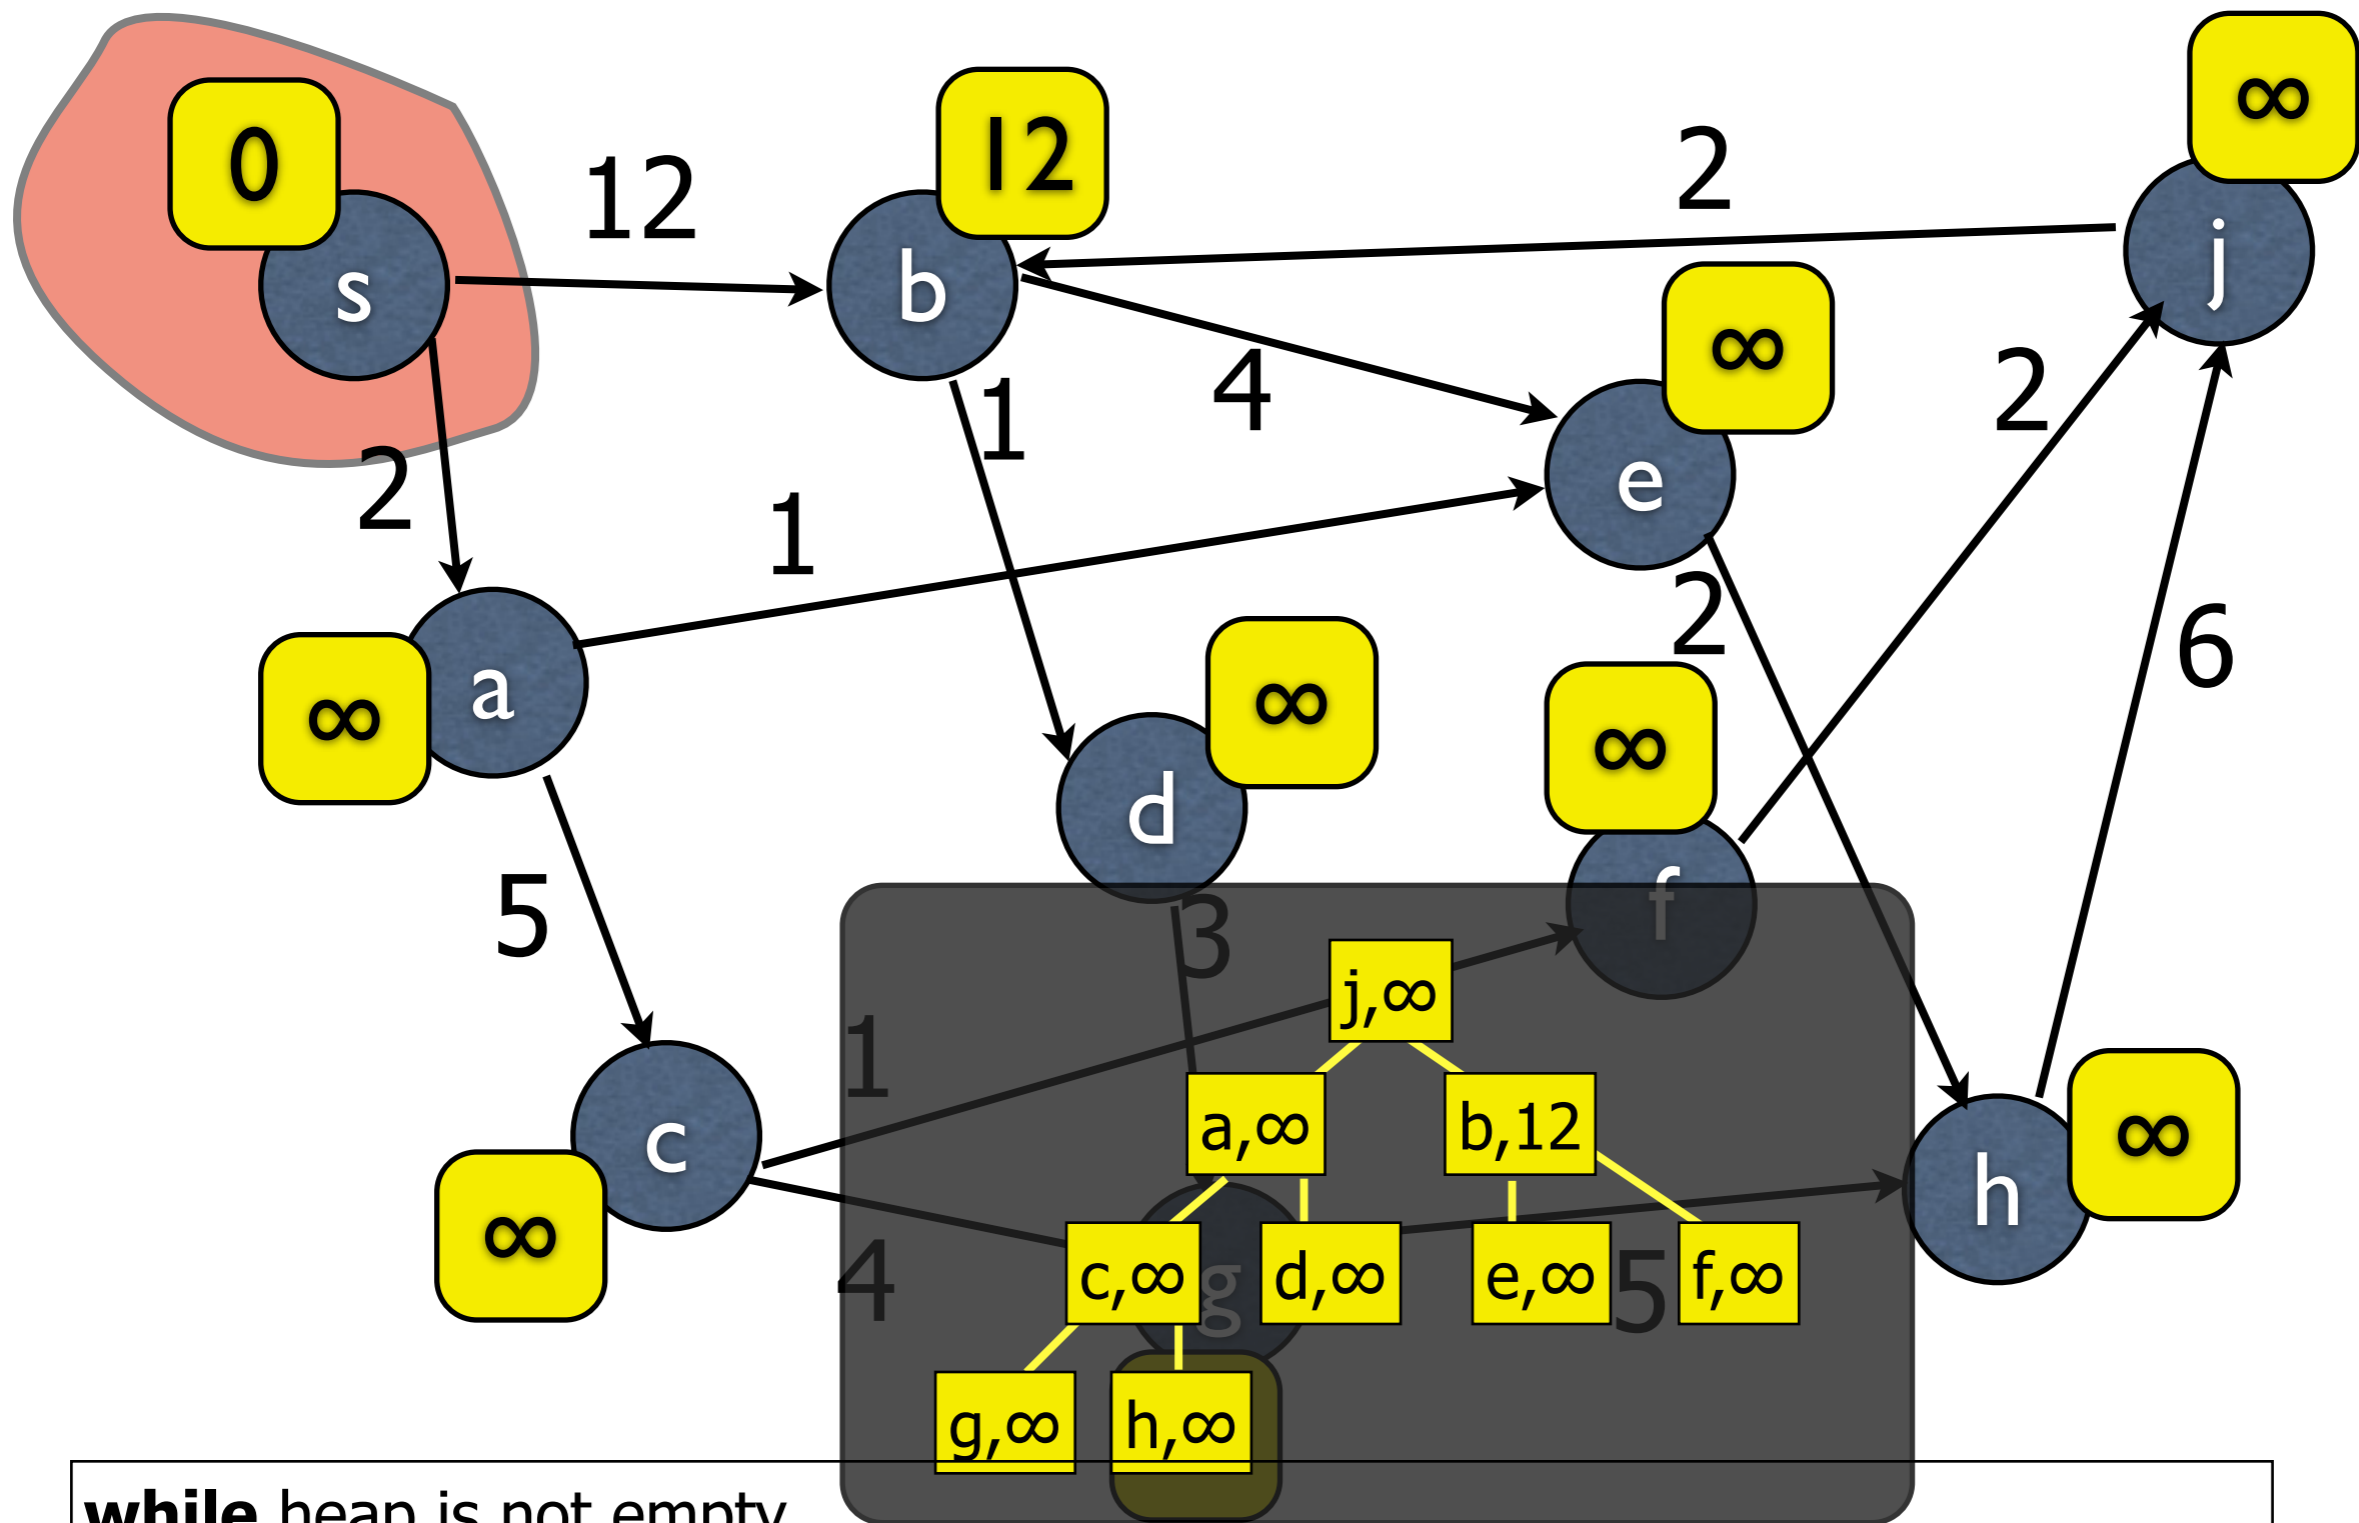 ∞
12
0
12
2
s
b
j
∞
4
1
2
2
e
1
2
6
∞
∞
∞
a
d
5
f
3
j,∞
1
a,∞
b,12
∞
c
h
∞
4
g
c,∞
d,∞
e,∞
5
f,∞
g,∞
h,∞
while heap is not empty